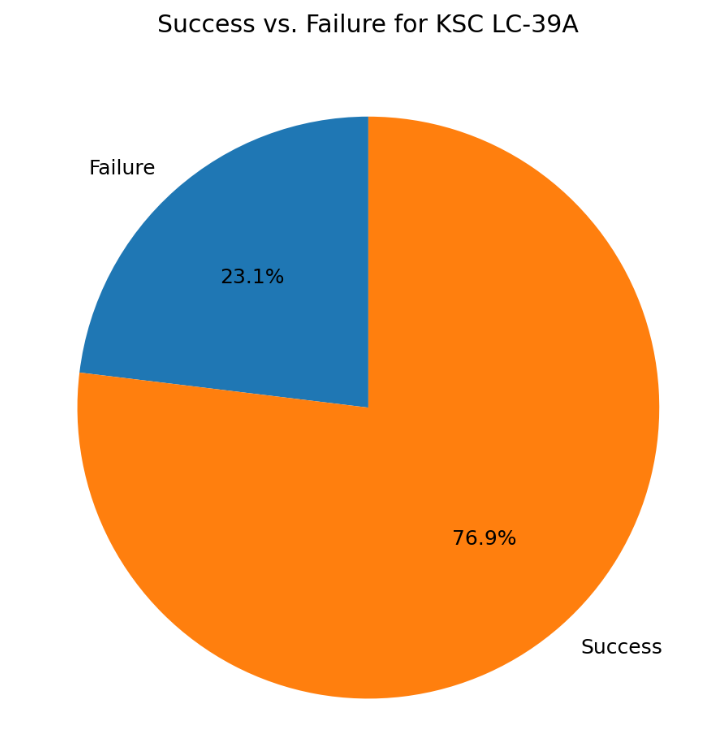 Success vs. Failure for KSC LC-39A
Failure
23.1%
76.9%
Success